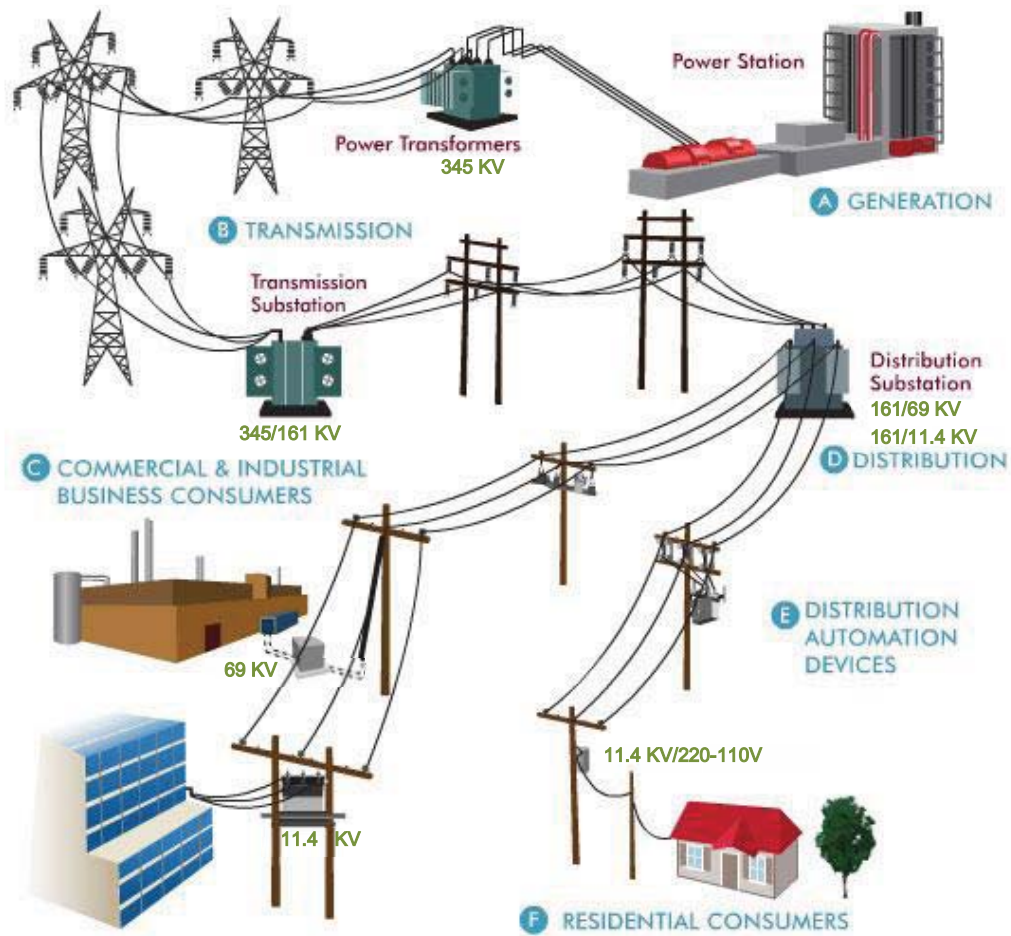 Power Station
Power Transformers
345 KV
A GENERATION
B TRANSMISSION
Transmission
Substation
345/161 KV
Distribution
Substation
161/69 KV
161/11.4 KV
D DISTRIBUTION
C COMMERCIAL & INDUSTRIAL
BUSINESS CONSUMERS
E DISTRIBUTION
AUTOMATION
DEVICES
69 KV
11.4 KV/220-110V
11.4 KV
F RESIDENTIAL CONSUMERS